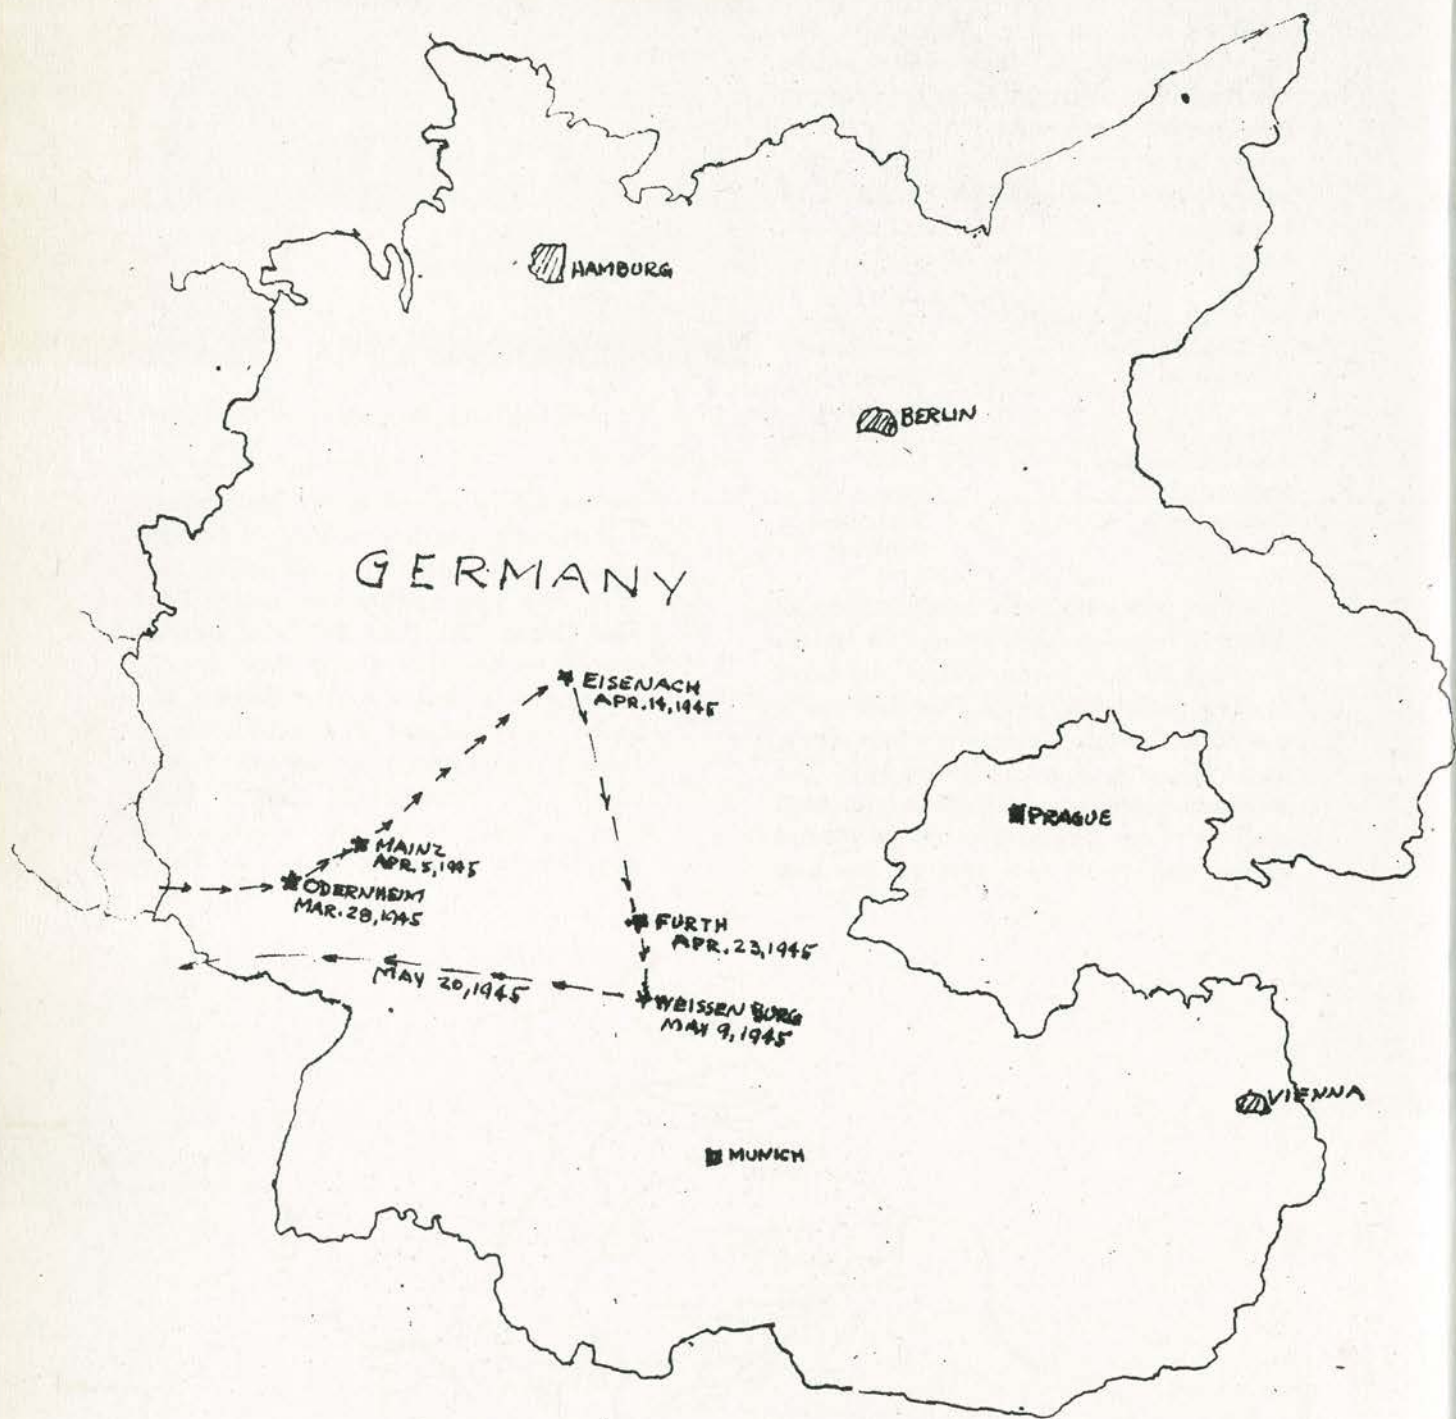 HAMBURG
BERLIN
GERMANY
EISENACH
APR. 14, 1945
PRAGUE
MAINZ
APR. 5, 1945
ODERNHEIM
MAR. 28, 1945
FURTH
APR. 23, 1945
MAY 20, 1945
WEISSENBURG
MAY 9, 1945
VIENNA
MUNICH